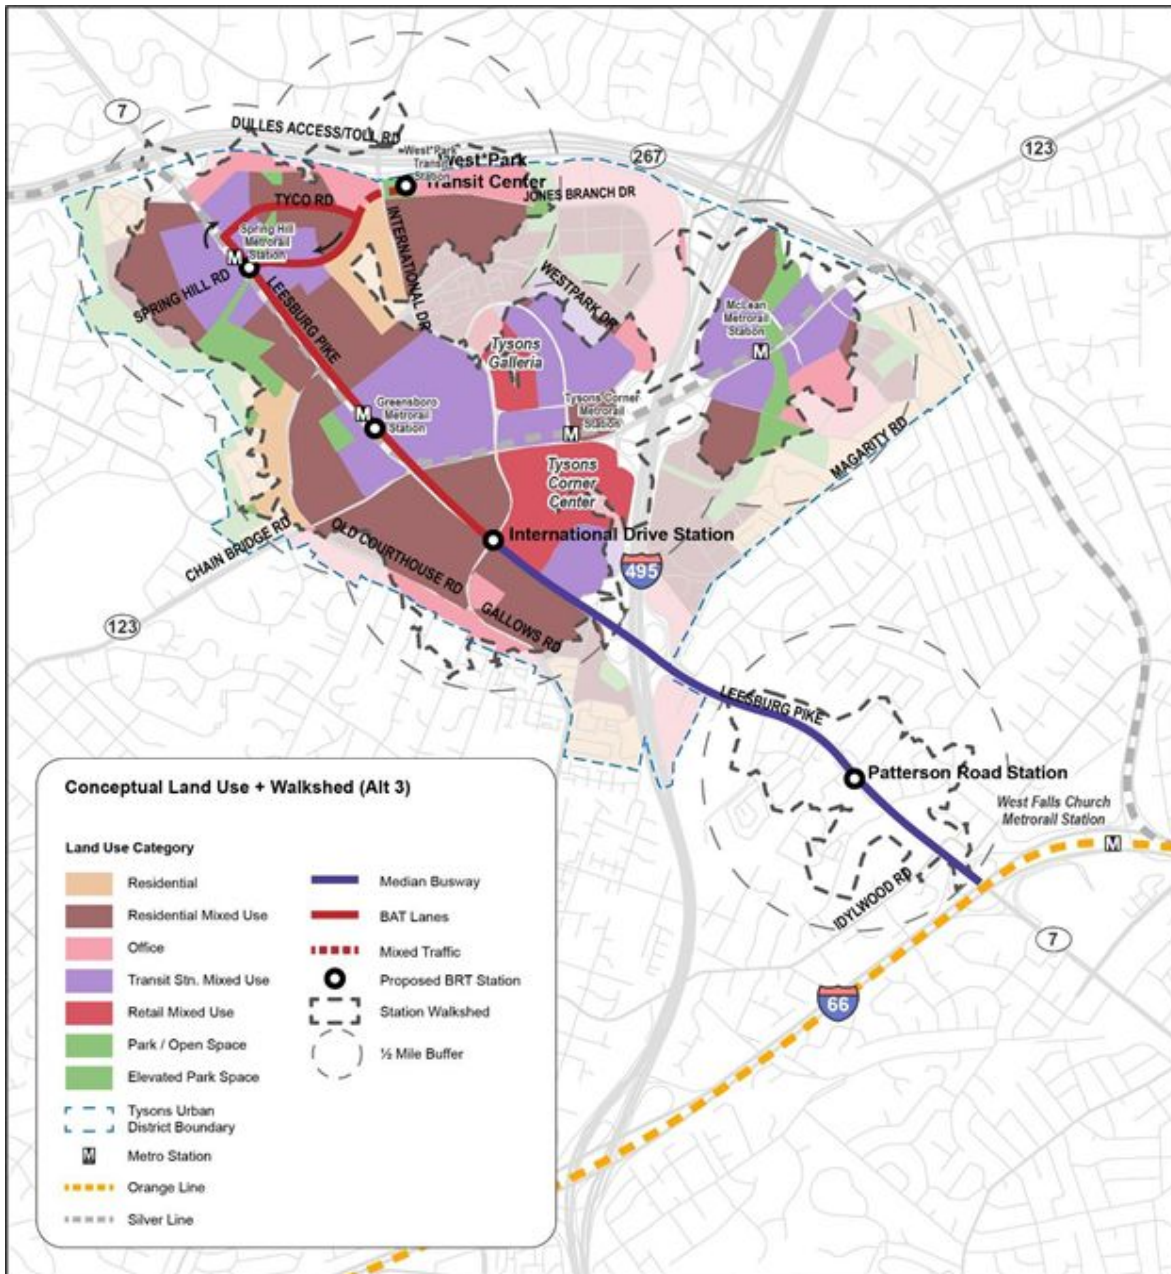 7
DULLES ACCESS/TOLL RD
267
123
West*Park
Transit
Station
West*Park
Transit Center
JONES BRANCH DR
TYCO RD
INTERNATIONAL DR
Spring Hill
Metrorail
Station
M
SPRING HILL RD
LEESBURG PIKE
WESTPARK DR
McLean
Metrorail
Station
M
Tysons
Galleria
Greensboro
Metrorail
Station
M
Tysons Corner
Metrorail
Station
M
MAGARITY RD
Tysons
Corner
Center
International Drive Station
CHAIN BRIDGE RD
OLD COURTHOUSE RD
GALLOWS RD
495
123
LEESBURG PIKE
Patterson Road Station
West Falls Church
Metrorail Station
M
IDYLWOOD RD
7
66
Conceptual Land Use + Walkshed (Alt 3)
Land Use Category
Residential
Residential Mixed Use
Office
Transit Stn. Mixed Use
Retail Mixed Use
Park / Open Space
Elevated Park Space
Tysons Urban
District Boundary
M Metro Station
Orange Line
Silver Line
Median Busway
BAT Lanes
Mixed Traffic
Proposed BRT Station
Station Walkshed
½ Mile Buffer